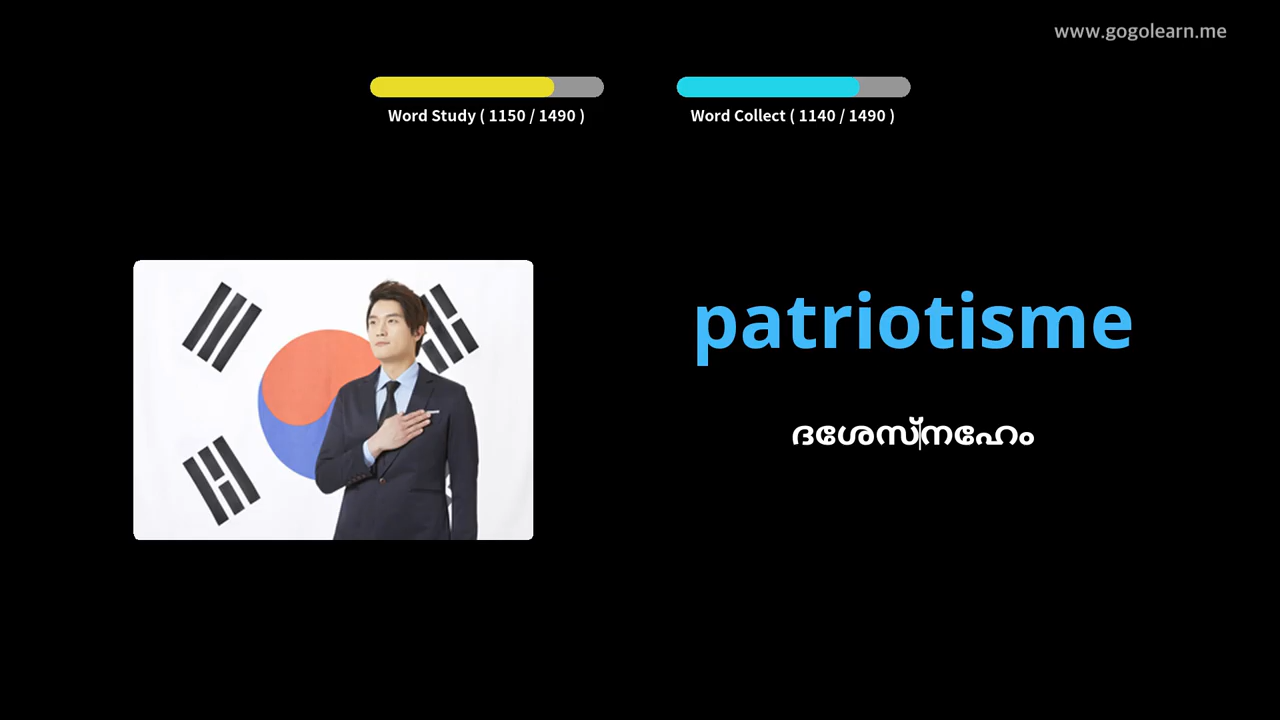 www.gogolearn.me
Word Study ( 1150 / 1490 )
Word Collect ( 1140 / 1490 )
patriotisme
ദേശസ്‌നേഹം